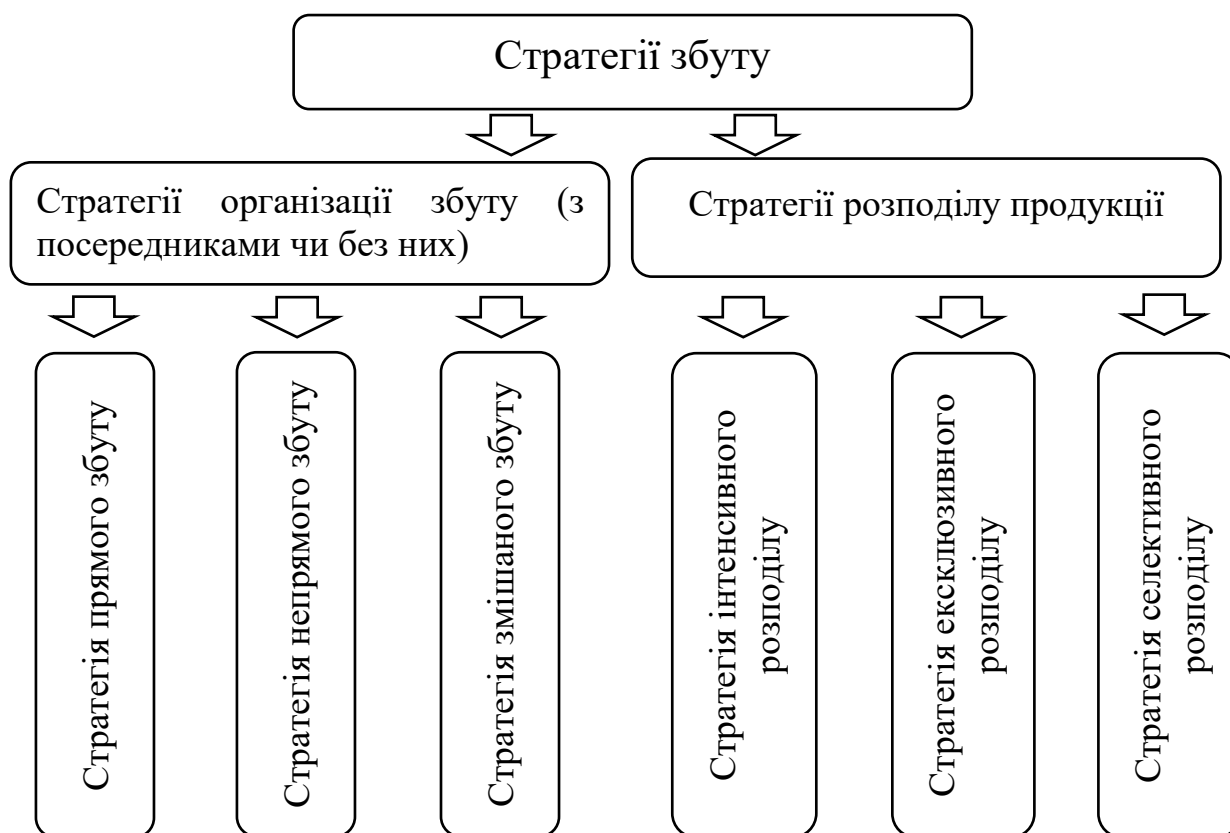 Стратегії збуту
Стратегії організації збуту (з
посередниками чи без них)
Стратегії розподілу продукції
Стратегія прямого збуту
Стратегія непрямого збуту
Стратегія змішаного збуту
Стратегія інтенсивного
розподілу
Стратегія ексклюзивного
розподілу
Стратегія селективного
розподілу